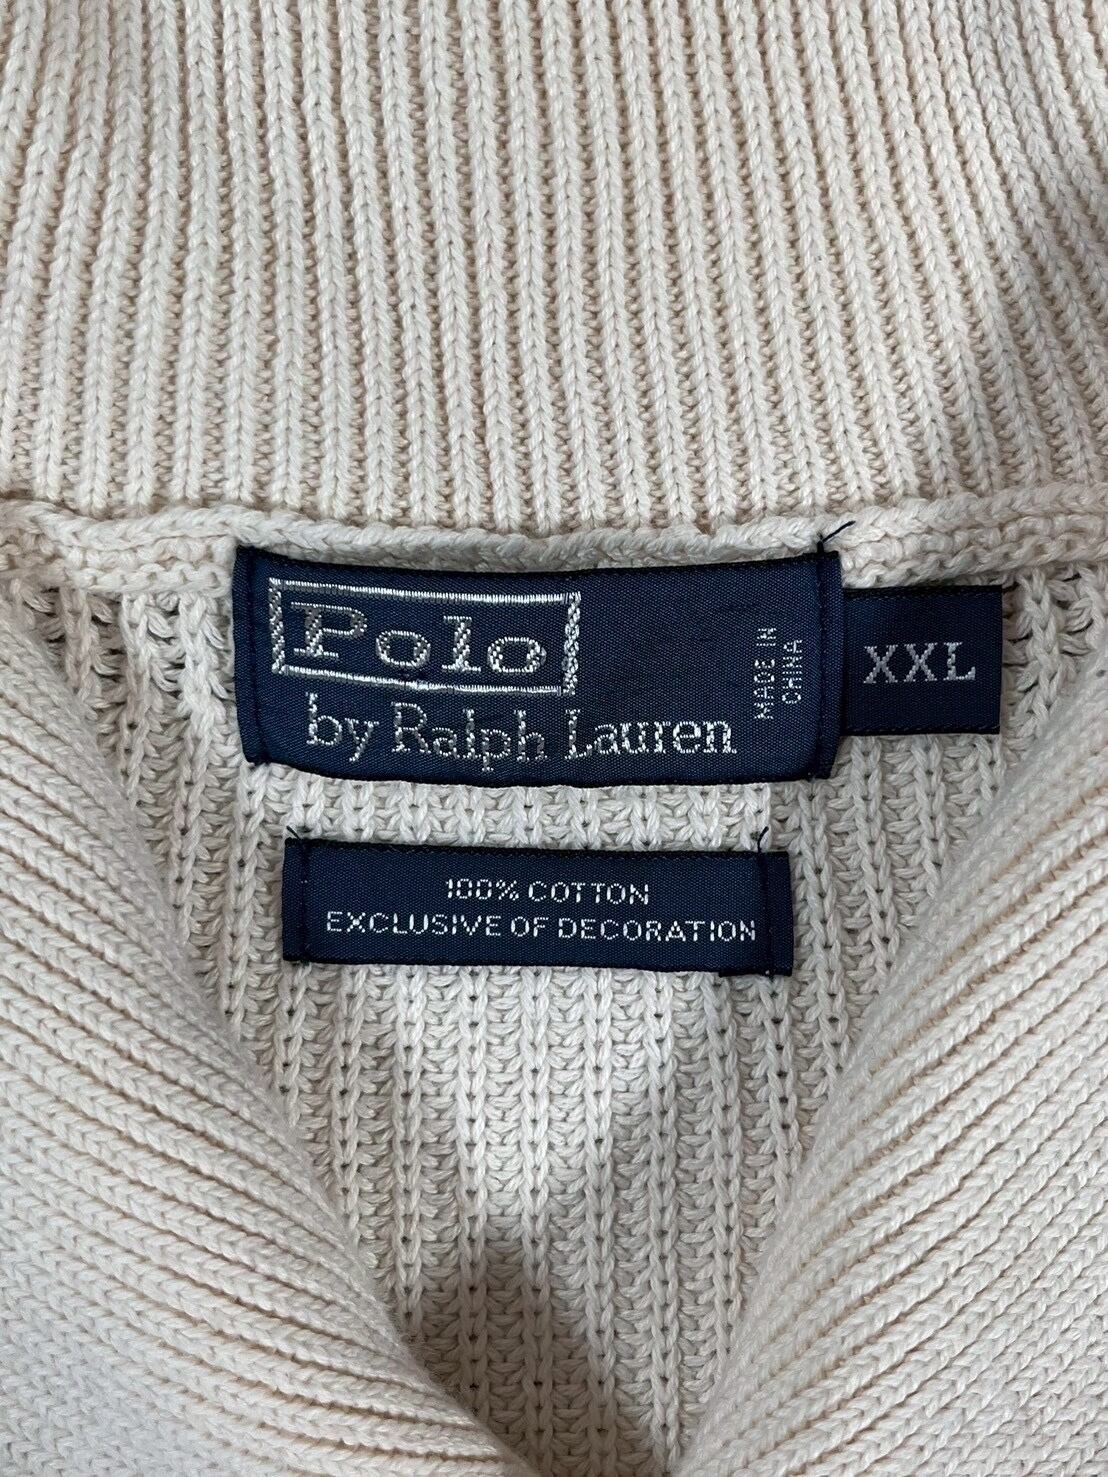 Polo
by Ralph Lauren
MADE IN
CHINA
XXL
100% COTTON
EXCLUSIVE OF DECORATION